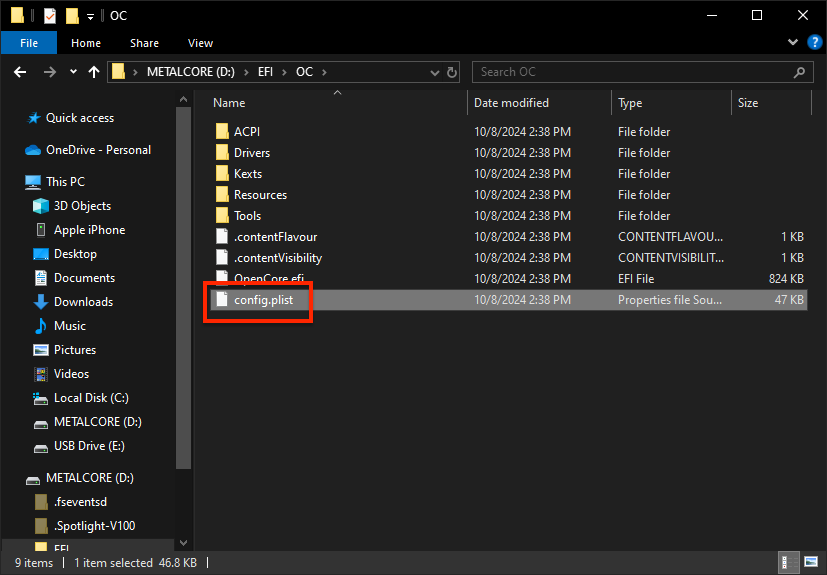 OC
File Home Share View
METALCORE (D:) > EFI > OC >
Search OC
Name Date modified Type Size
Quick access
OneDrive - Personal
This PC
3D Objects
Apple iPhone
Desktop
Documents
Downloads
Music
Pictures
Videos
Local Disk (C:)
METALCORE (D:)
USB Drive (E:)
METALCORE (D:)
.fseventsd
.Spotlight-V100
EFI
ACPI 10/8/2024 2:38 PM File folder
Drivers 10/8/2024 2:38 PM File folder
Kexts 10/8/2024 2:38 PM File folder
Resources 10/8/2024 2:38 PM File folder
Tools 10/8/2024 2:38 PM File folder
.contentFlavour 10/8/2024 2:38 PM CONTENTFLAVOU... 1 KB
.contentVisibility 10/8/2024 2:38 PM CONTENTVISIBILIT... 1 KB
OpenCore.efi 10/8/2024 2:38 PM EFI File 824 KB
config.plist 10/8/2024 2:38 PM Properties file Sou... 47 KB
9 items 1 item selected 46.8 KB